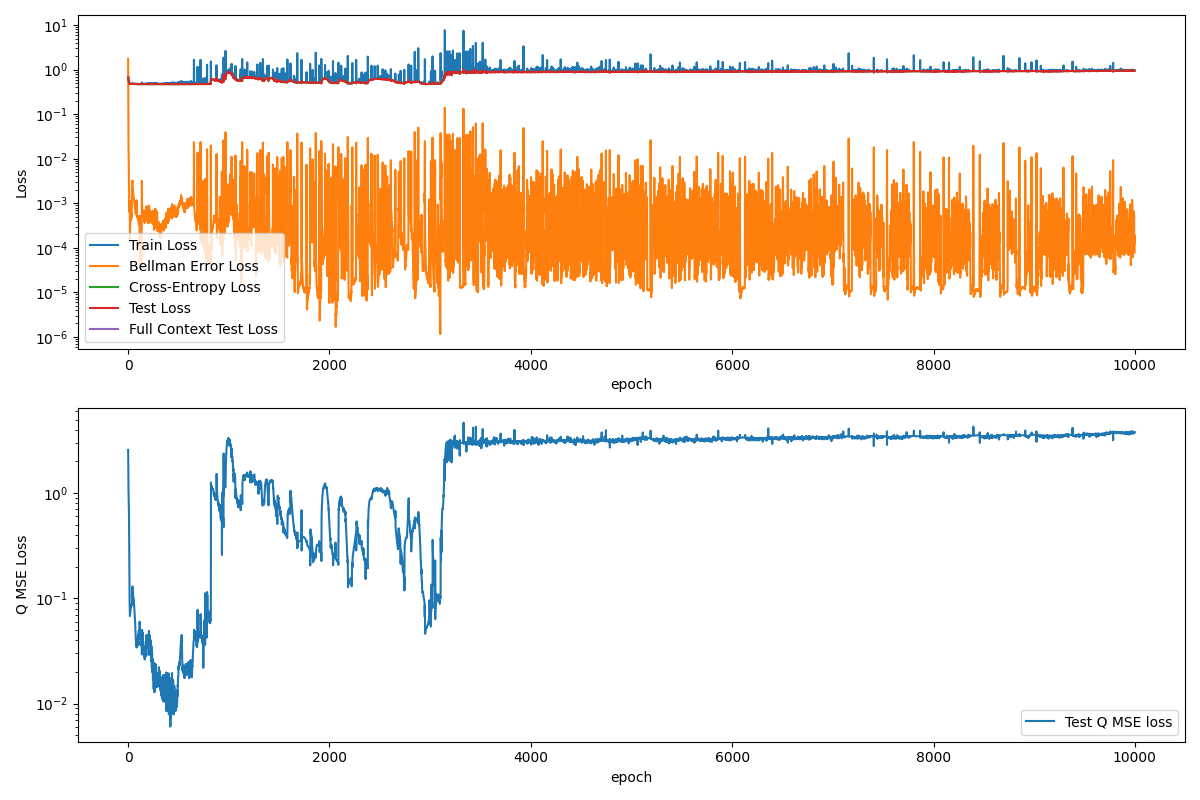 10¹
10⁰
10⁻¹
10⁻²
10⁻³
10⁻⁴
10⁻⁵
10⁻⁶
Loss
Train Loss
Bellman Error Loss
Cross-Entropy Loss
Test Loss
Full Context Test Loss
0 2000 4000 6000 8000 10000
epoch
10⁰
10⁻¹
10⁻²
Q MSE Loss
Test Q MSE loss
0 2000 4000 6000 8000 10000
epoch